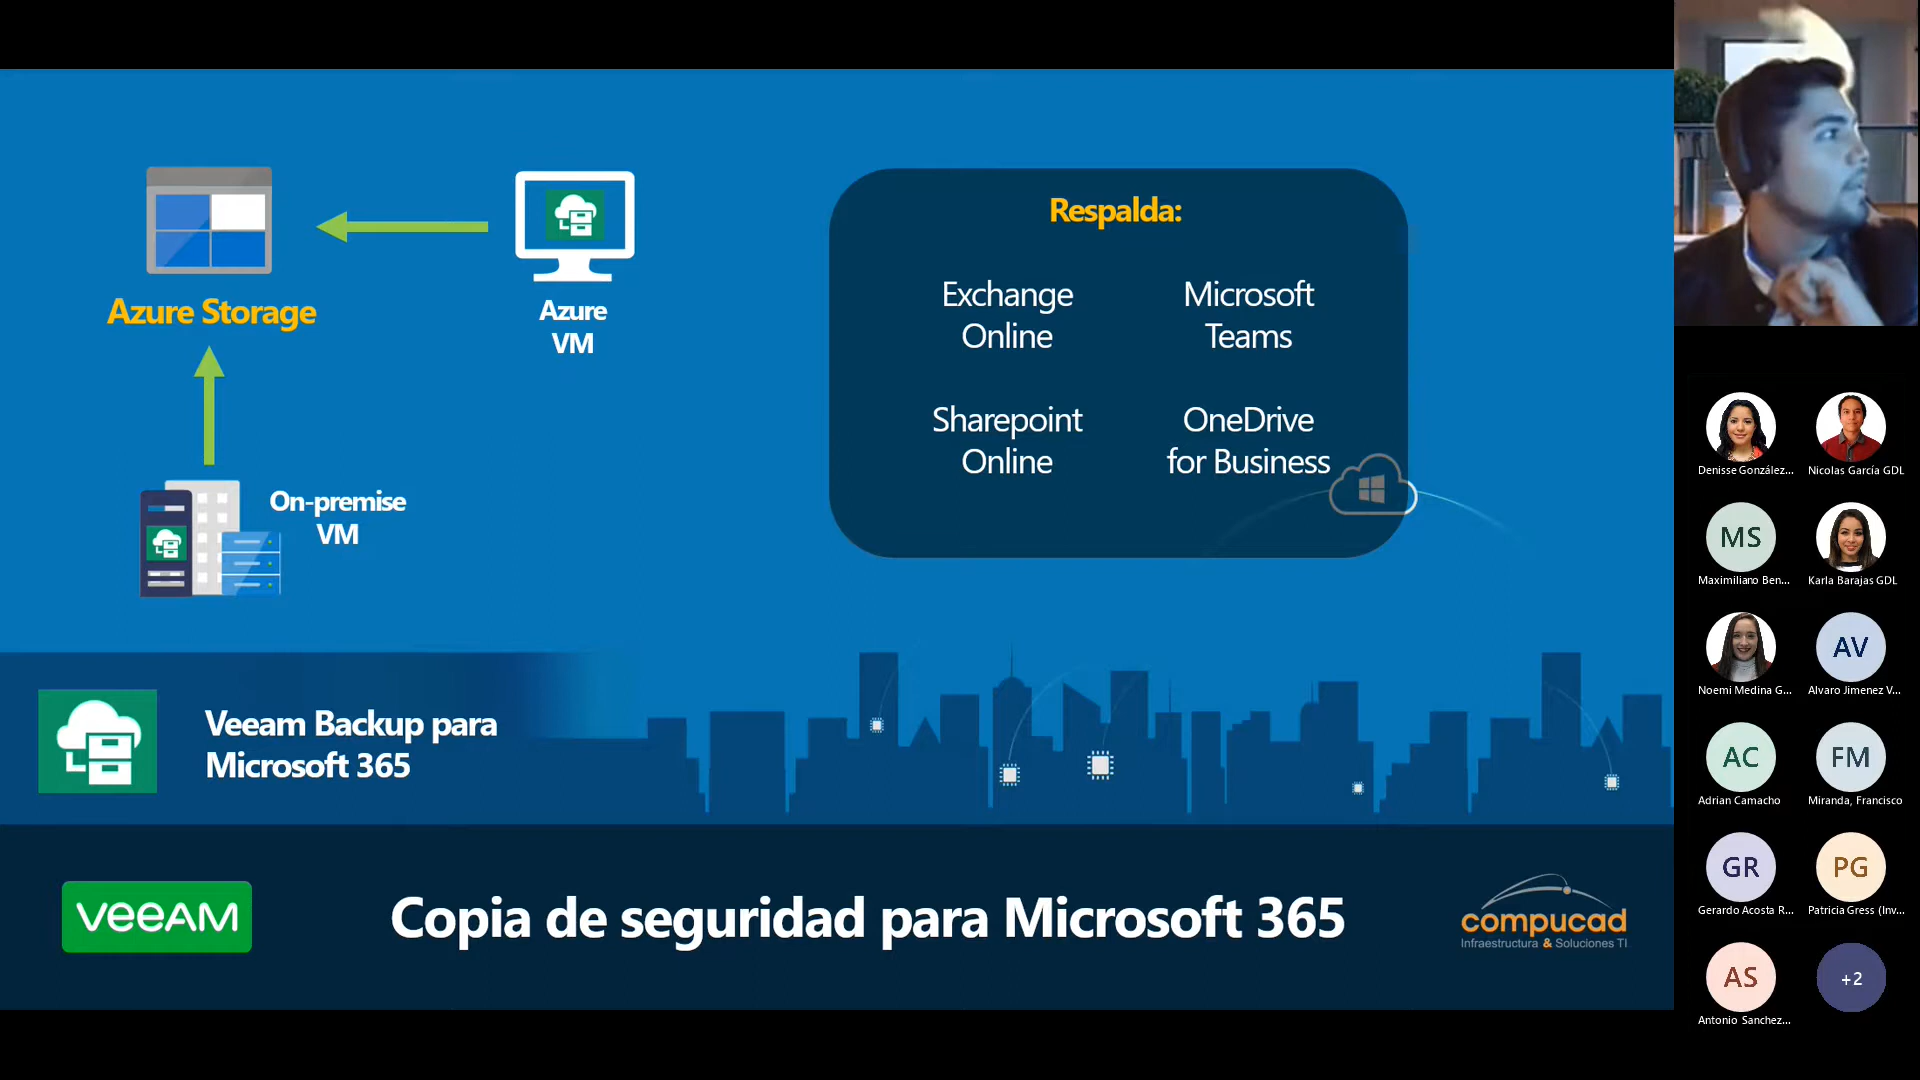 Respalda:
Exchange
Online
Microsoft
Teams
Sharepoint
Online
OneDrive
for Business
Azure Storage
Azure
VM
On-premise
VM
Veeam Backup para
Microsoft 365
veeAM
Copia de seguridad para Microsoft 365
compucad
Infraestructura & Soluciones TI
Denisse González...
Nicolas García GDL
MS
Maximiliano Ben...
Karla Barajas GDL
Noemi Medina G...
AV
Alvaro Jimenez V...
AC
Adrian Camacho
FM
Miranda, Francisco
GR
Gerardo Acosta R...
PG
Patricia Gress (Inv...
AS
Antonio Sanchez...
+2